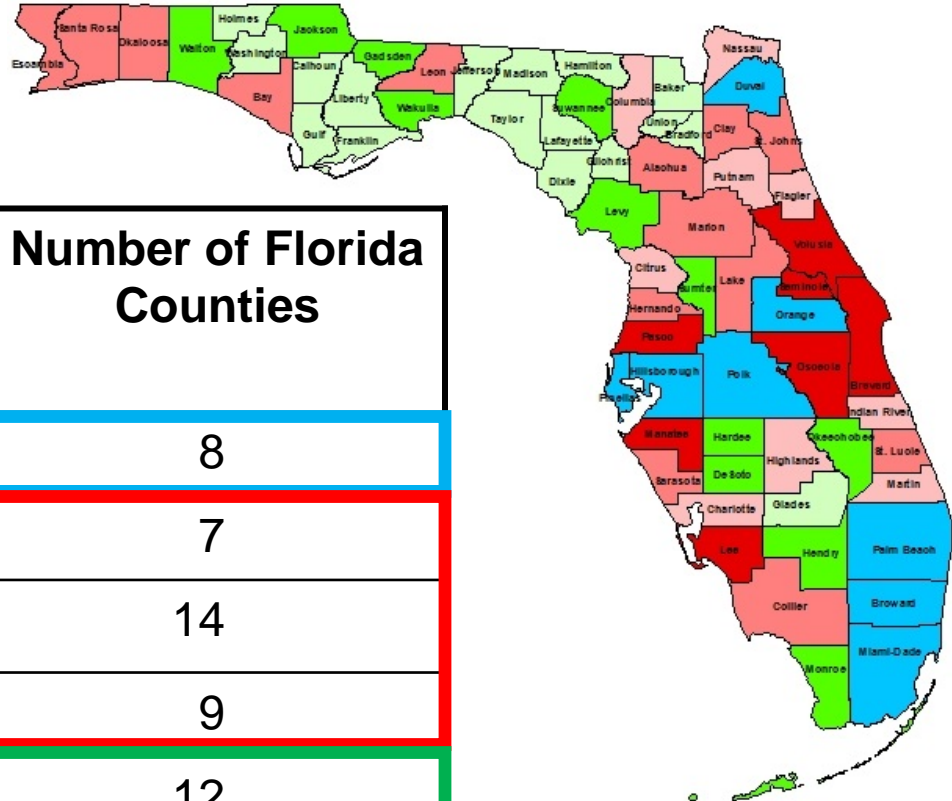 Holmes
Santa Rosa
Okaloosa
Walton
Jackson
Washington
Escambia
Gadsden
Calhoun
Leon
Jefferson
Madison
Hamilton
Nassau
Duval
Baker
Bay
Liberty
Wakulla
Suwannee
Columbia
Taylor
Union
Bradford
Clay
St. Johns
Gulf
Franklin
Lafayette
Gilchrist
Alachua
Putnam
Dixie
Flagler
Levy
Marion
Volusia
Number of Florida
Counties
Citrus
Sumter
Lake
Seminole
Hernando
Orange
Pasco
Hillsborough
Polk
Osceola
Pinellas
Brevard
Indian River
8
Manatee
Hardee
Okeechobee
St. Lucie
Highlands
Sarasota
DeSoto
Martin
Charlotte
Glades
7
Lee
Hendry
Palm Beach
14
Collier
Broward
Miami-Dade
Monroe
9
12